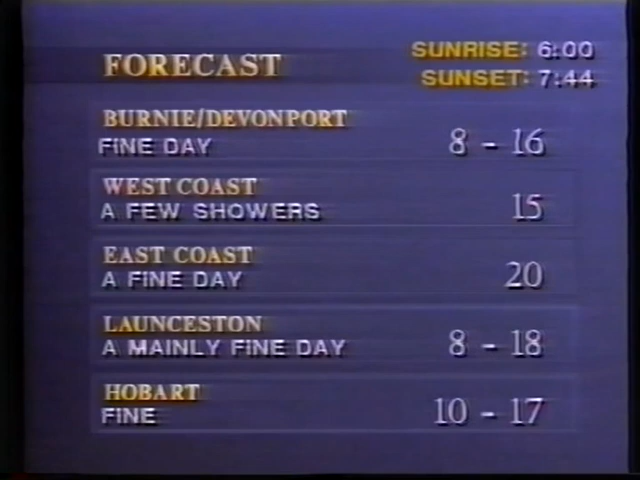 FORECAST
SUNRISE: 6:00
SUNSET: 7:44
BURNIE/DEVONPORT
FINE DAY
8 - 16
WEST COAST
A FEW SHOWERS
15
EAST COAST
A FINE DAY
20
LAUNCESTON
A MAINLY FINE DAY
8 - 18
HOBART
FINE
10 - 17